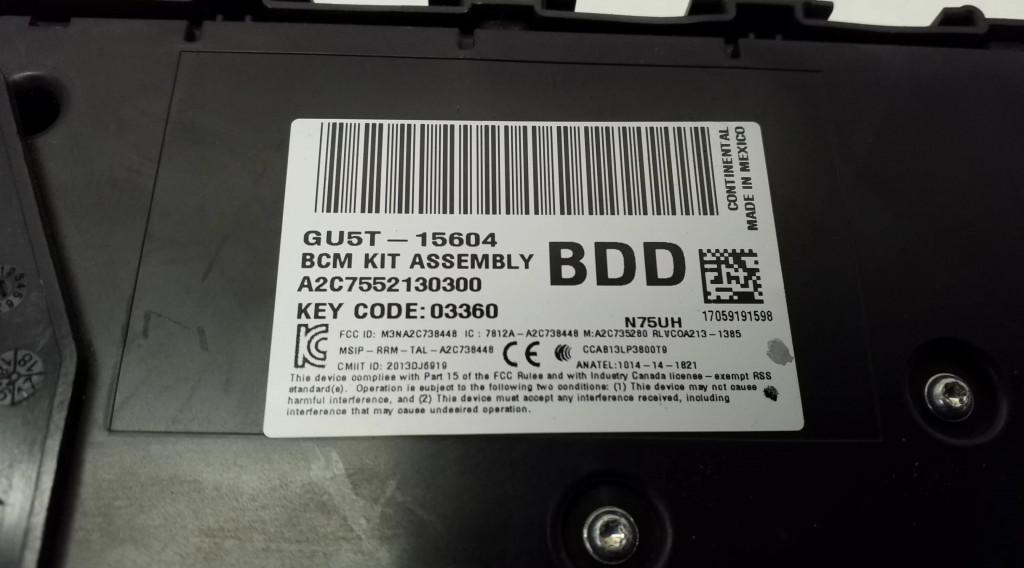 CONTINENTAL
MADE IN MEXICO
GU5T-15604
BCM KIT ASSEMBLY
BDD
A2C7552130300
KEY CODE: 03360
N75UH
17059191598
FCC ID: M3NA2C738448 IC: 7812A-A2C738448 M:A2C735280 RLVCOA213-1385
MSIP-RRM-TAL-A2C738448 CE CCAB13LP3800T9
CMIIT ID: 2013DJ6919 ANATEL:1014-14-1821
This device complies with Part 15 of the FCC Rules and with Industry Canada license-exempt RSS
standard(s). Operation is subject to the following two conditions: (1) This device may not cause
harmful interference, and (2) This device must accept any interference received, including
interference that may cause undesired operation.